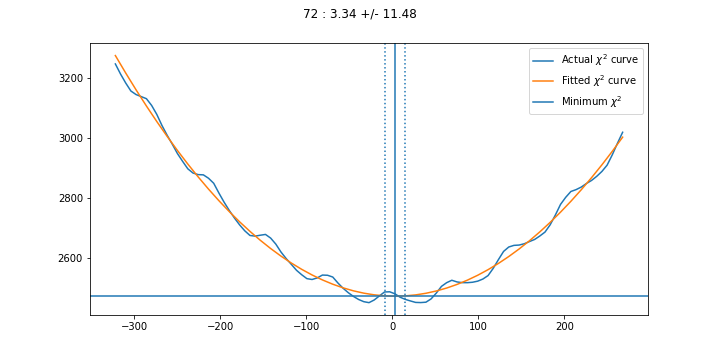 72 : 3.34 +/- 11.48
Actual χ² curve
Fitted χ² curve
Minimum χ²
3200
3000
2800
2600
−300
−200
−100
0
100
200